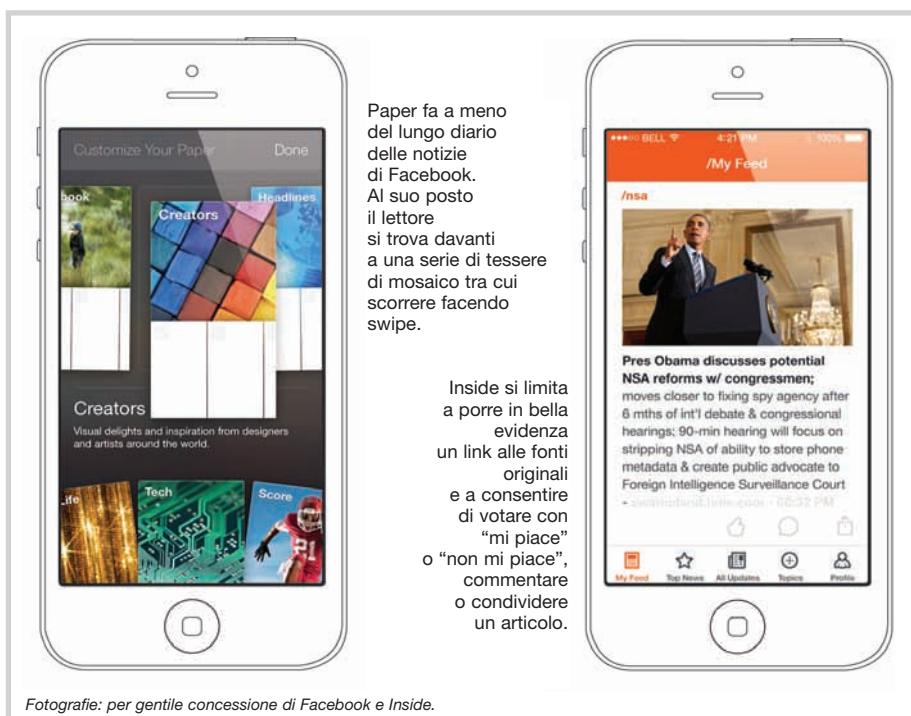 Customize Your Paper
Done
book
Creators
Headlines
Creators
Visual delights and inspiration from designers
and artists around the world.
Life
Tech
Score
Paper fa a meno
del lungo diario
delle notizie
di Facebook.
Al suo posto
il lettore
si trova davanti
a una serie di tessere
di mosaico tra cui
scorrere facendo
swipe.
Inside si limita
a porre in bella
evidenza
un link alle fonti
originali
e a consentire
di votare con
“mi piace”
o “non mi piace”,
commentare
o condividere
un articolo.
BELL 4:21 PM 100%
/My Feed
/nsa
Pres Obama discusses potential
NSA reforms w/ congressmen;
moves closer to fixing spy agency after
6 mths of int'l debate & congressional
hearings; 90-min hearing will focus on
stripping NSA of ability to store phone
metadata & create public advocate to
Foreign Intelligence Surveillance Court
-
My Feed Top News All Updates Topics Profile
Fotografie: per gentile concessione di Facebook e Inside.